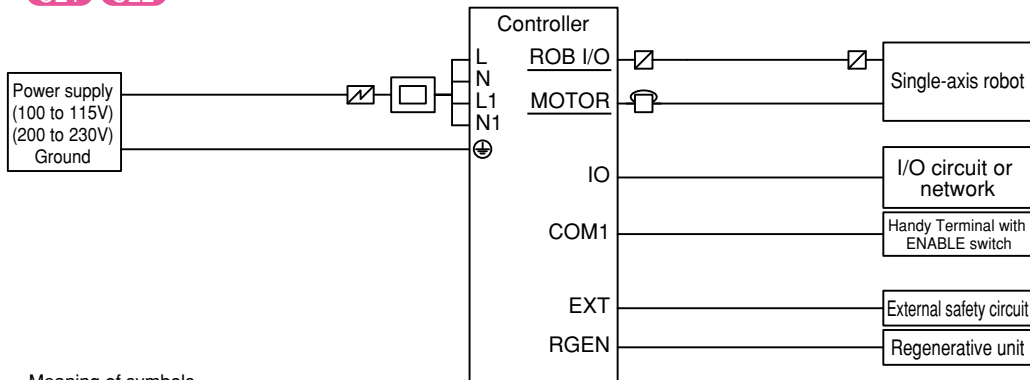 Controller
L
N
L1
N1
ROB I/O
MOTOR
IO
COM1
EXT
RGEN
Power supply
(100 to 115V)
(200 to 230V)
Ground
Single-axis robot
I/O circuit or
network
Handy Terminal with
ENABLE switch
External safety circuit
Regenerative unit